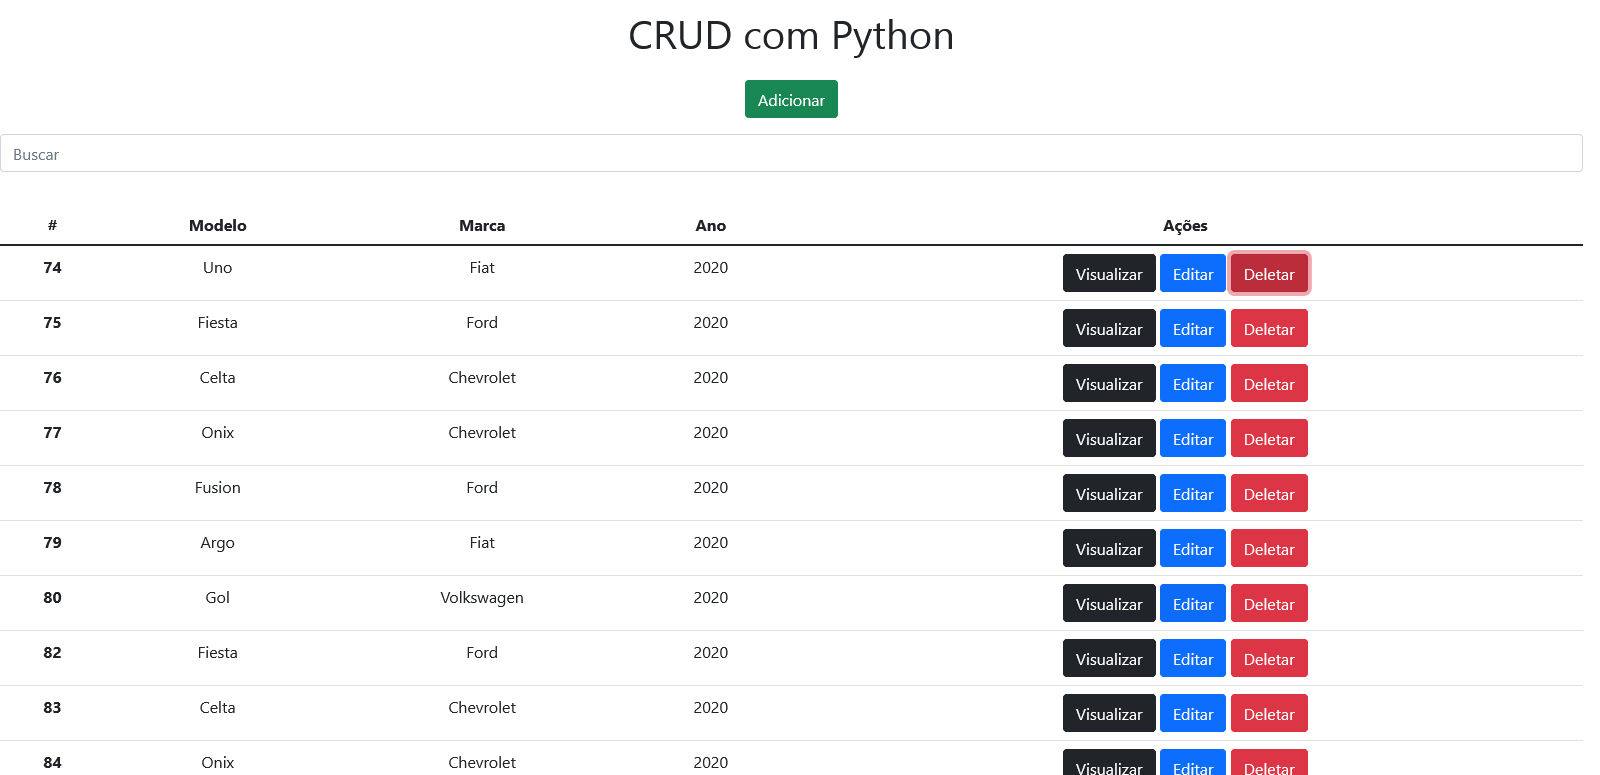 CRUD com Python
Adicionar
Buscar
# Modelo Marca Ano Ações
74 Uno Fiat 2020 Visualizar Editar Deletar
75 Fiesta Ford 2020 Visualizar Editar Deletar
76 Celta Chevrolet 2020 Visualizar Editar Deletar
77 Onix Chevrolet 2020 Visualizar Editar Deletar
78 Fusion Ford 2020 Visualizar Editar Deletar
79 Argo Fiat 2020 Visualizar Editar Deletar
80 Gol Volkswagen 2020 Visualizar Editar Deletar
82 Fiesta Ford 2020 Visualizar Editar Deletar
83 Celta Chevrolet 2020 Visualizar Editar Deletar
84 Onix Chevrolet 2020 Visualizar Editar Deletar